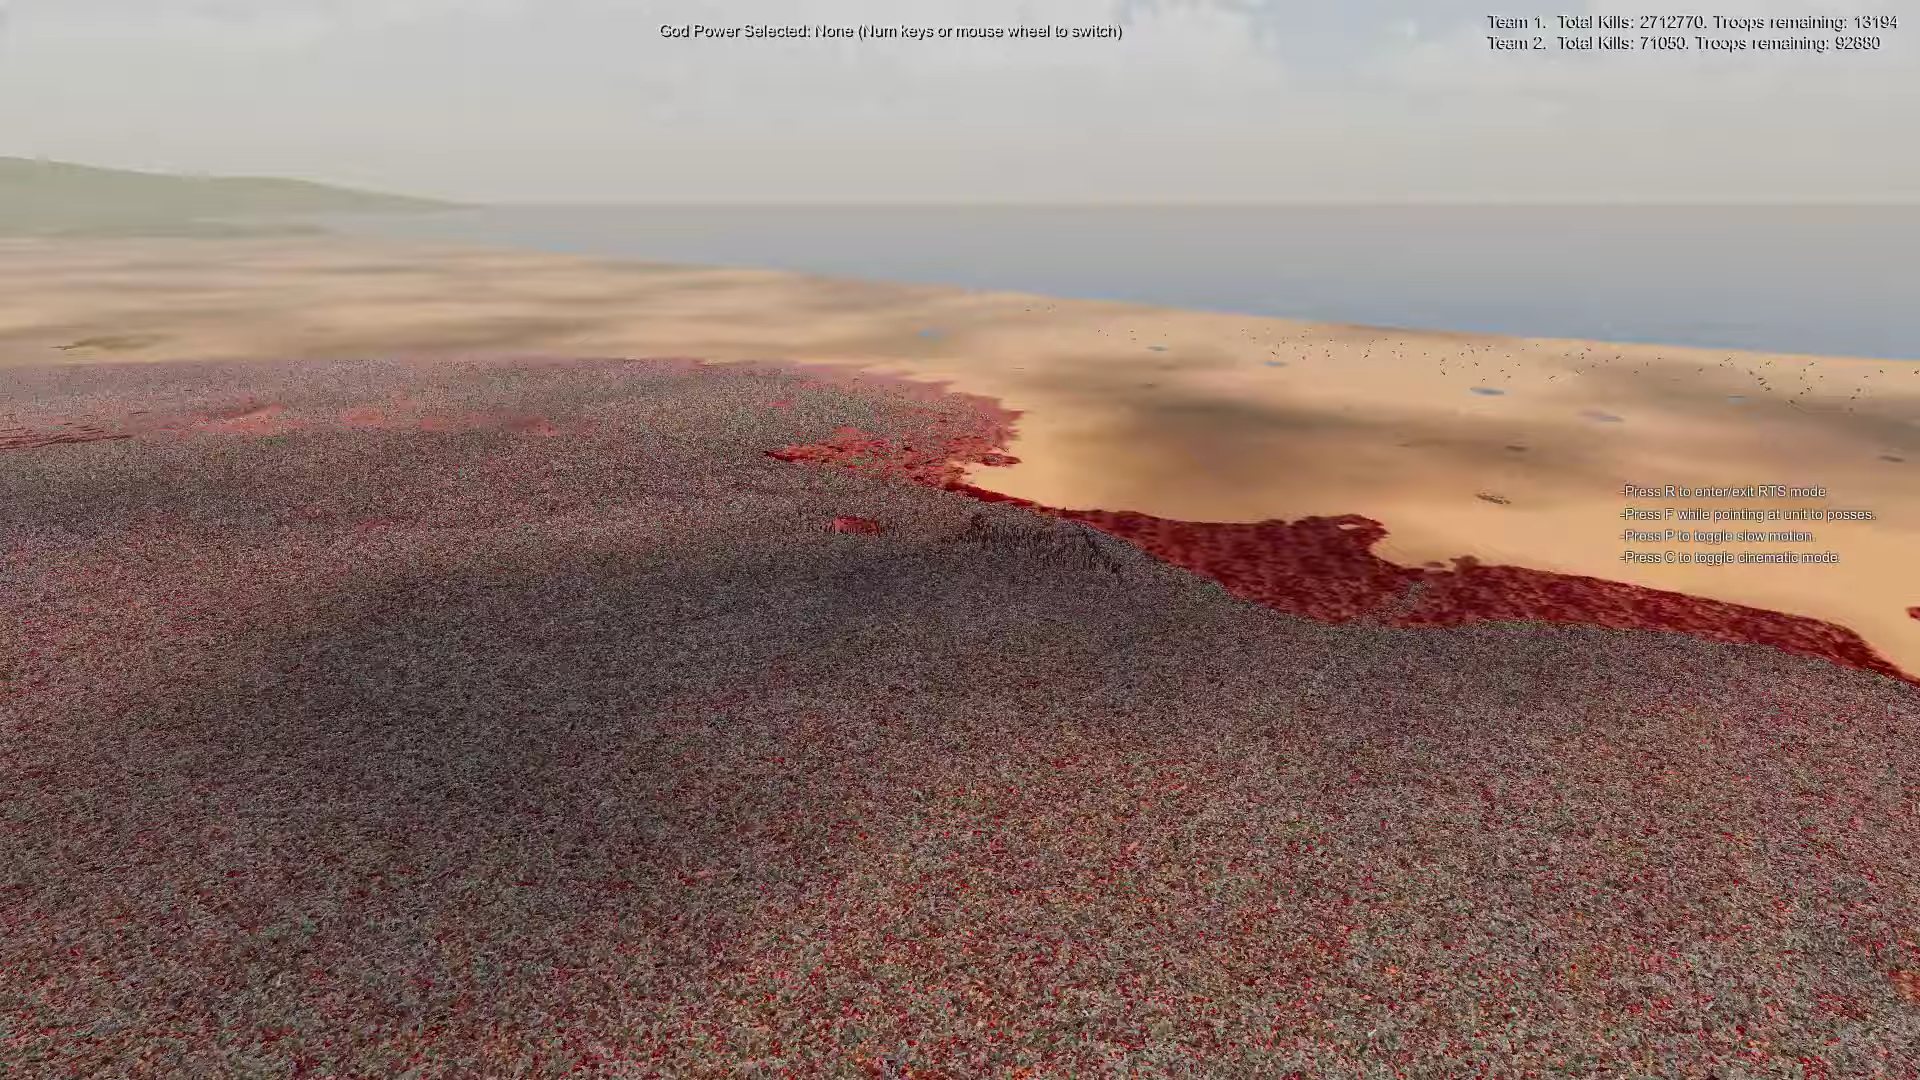 God Power Selected: None (Num keys or mouse wheel to switch)
Team 1. Total Kills: 2712770. Troops remaining: 13194
Team 2. Total Kills: 71050. Troops remaining: 92880
-Press R to enter/exit RTS mode
-Press F while pointing at unit to posses.
-Press P to toggle slow motion.
-Press C to toggle cinematic mode.